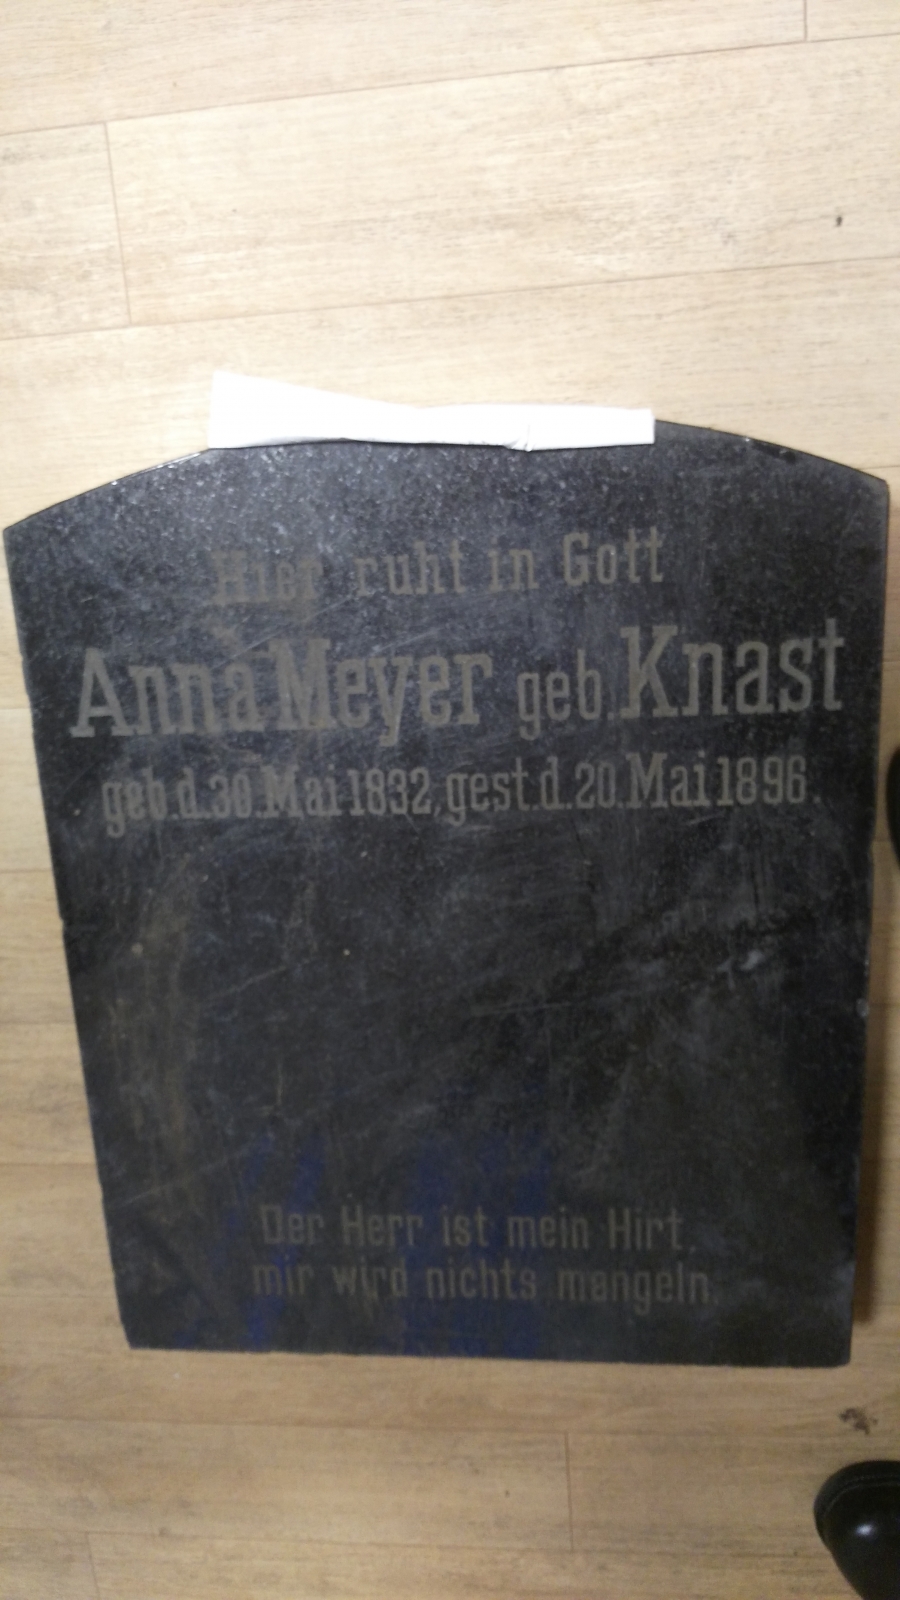 Hier ruht in Gott
Anna Meyer geb. Knast
geb. d. 30. Mai 1832, gest. d. 20. Mai 1896.
Der Herr ist mein Hirt,
mir wird nichts mangeln.